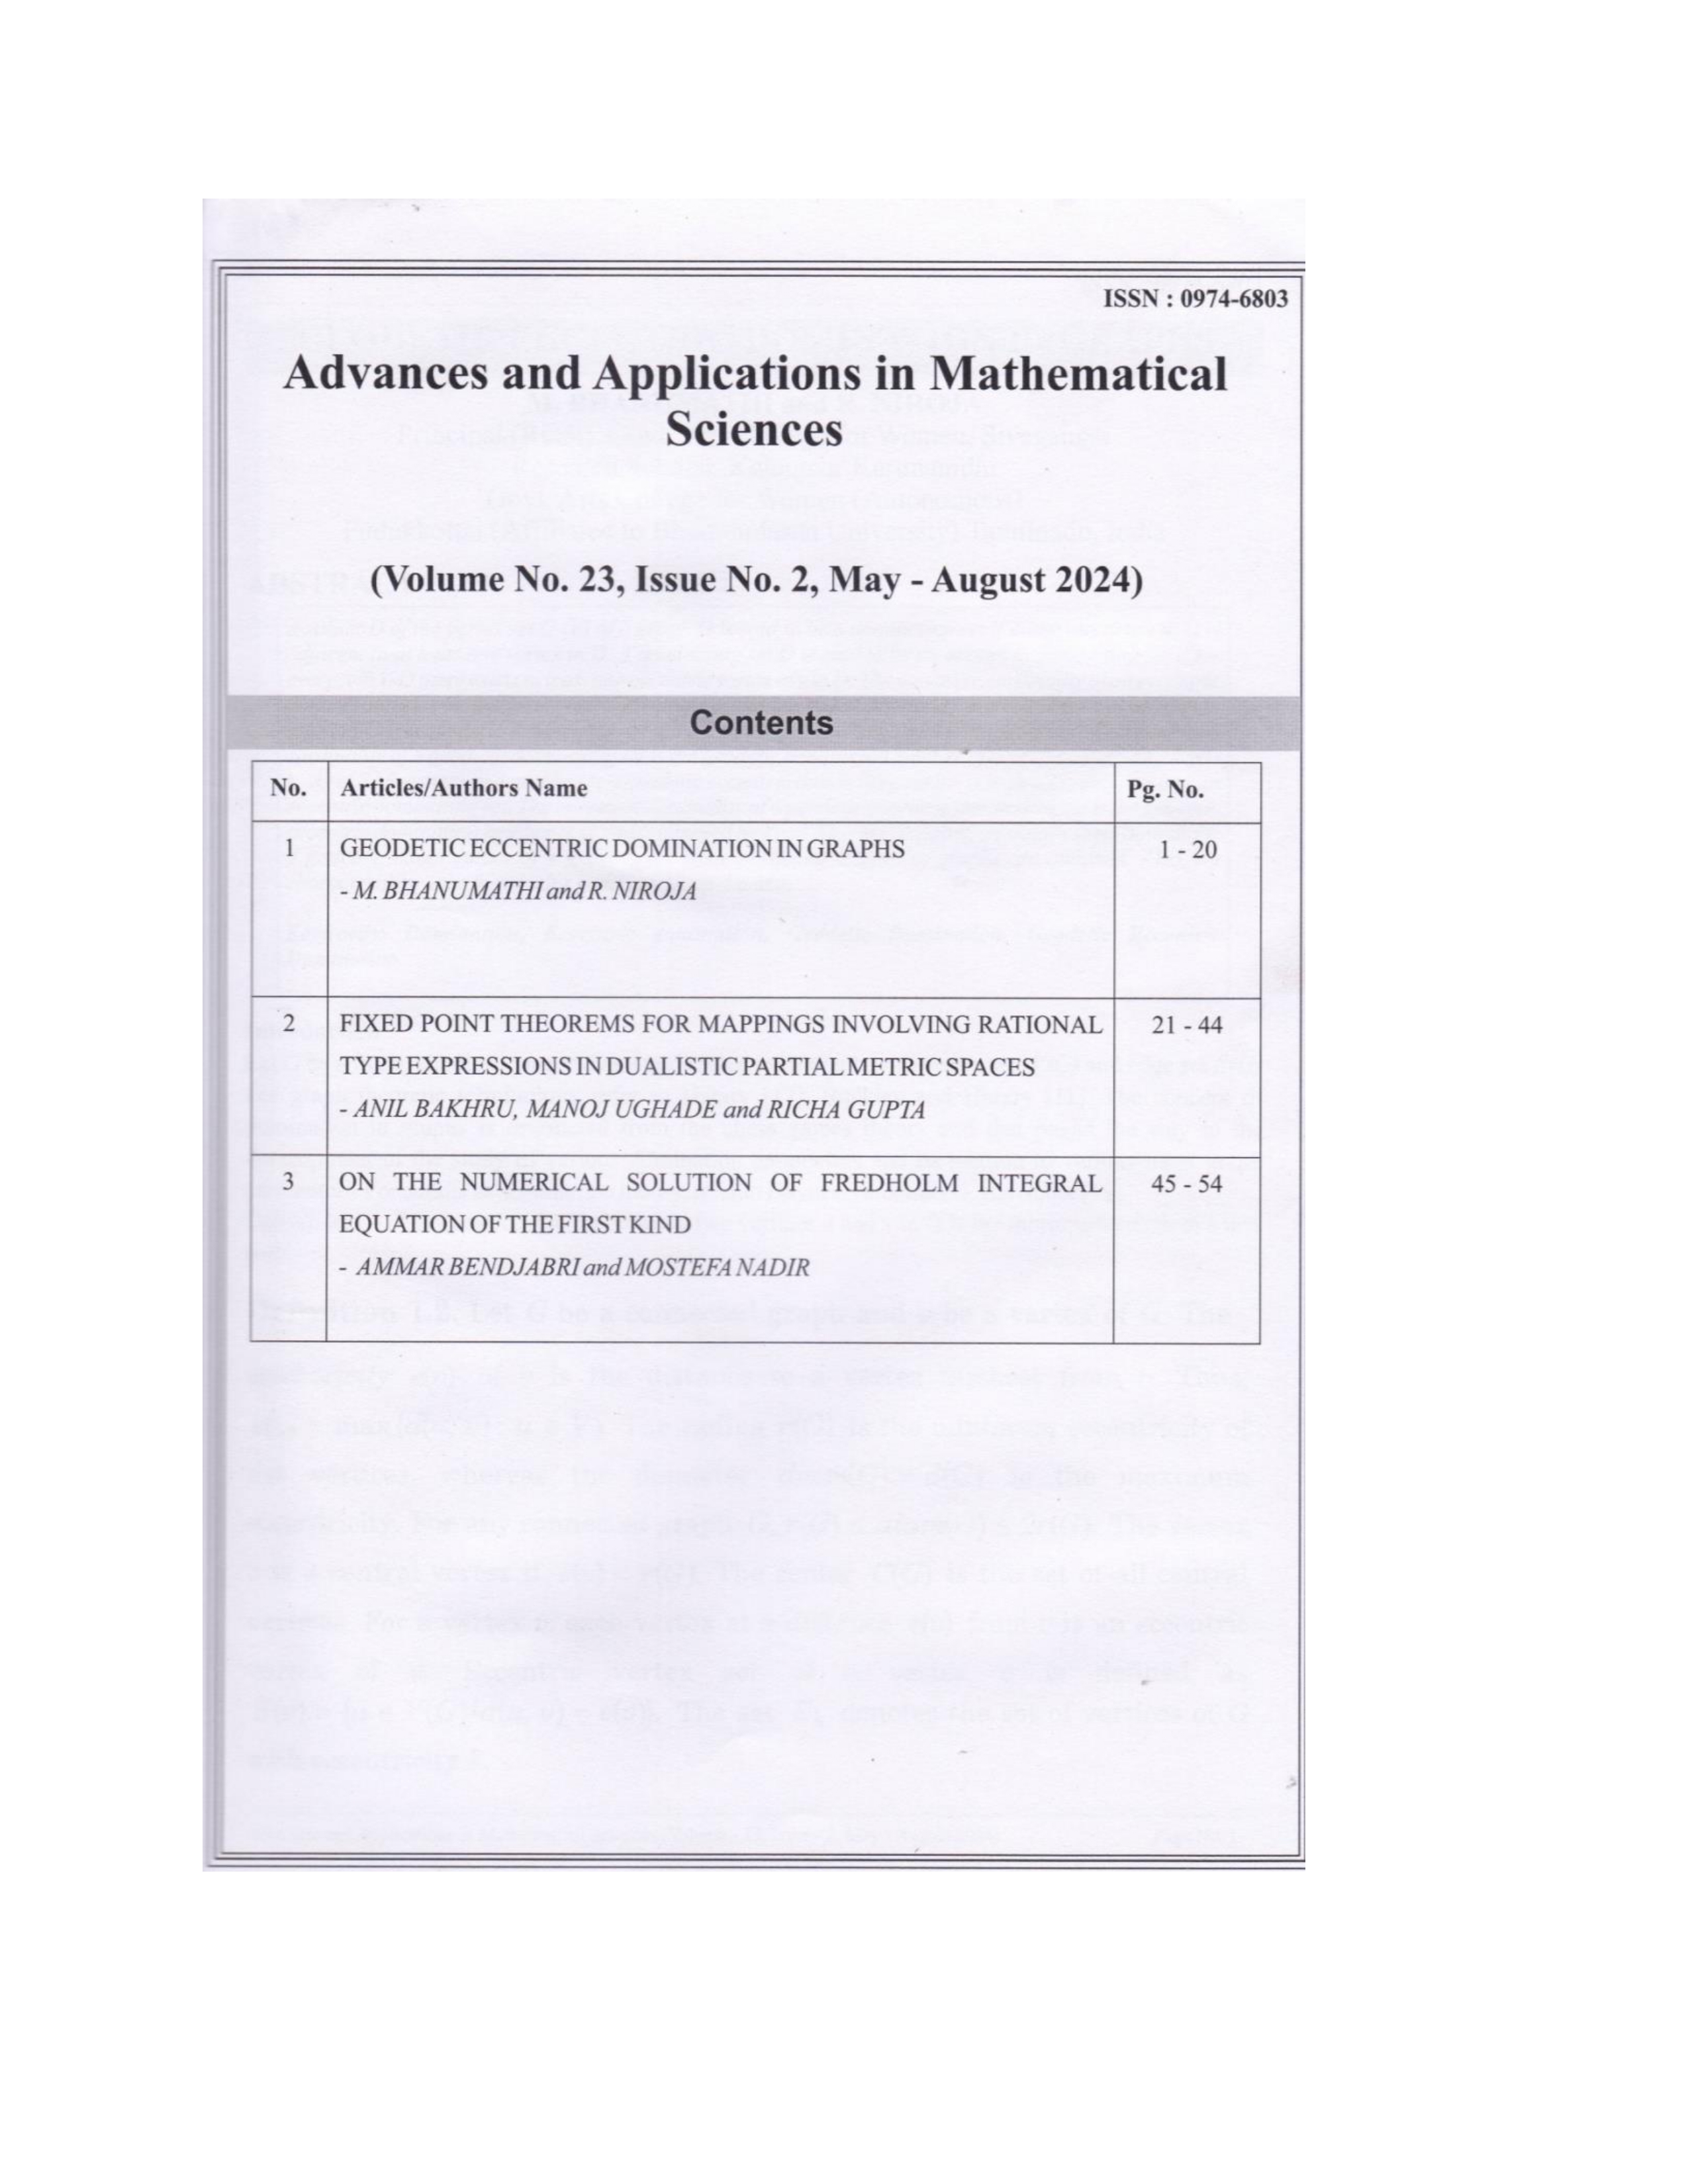 ISSN : 0974-6803
Advances and Applications in Mathematical
Sciences
(Volume No. 23, Issue No. 2, May - August 2024)
Contents
No. Articles/Authors Name Pg. No.
1 GEODETIC ECCENTRIC DOMINATION IN GRAPHS 1 - 20
- M. BHANUMATHI and R. NIROJA
2 FIXED POINT THEOREMS FOR MAPPINGS INVOLVING RATIONAL 21 - 44
TYPE EXPRESSIONS IN DUALISTIC PARTIAL METRIC SPACES
- ANIL BAKHRU, MANOJ UGHADE and RICHA GUPTA
3 ON THE NUMERICAL SOLUTION OF FREDHOLM INTEGRAL 45 - 54
EQUATION OF THE FIRST KIND
- AMMAR BENDJABRI and MOSTEFA NADIR